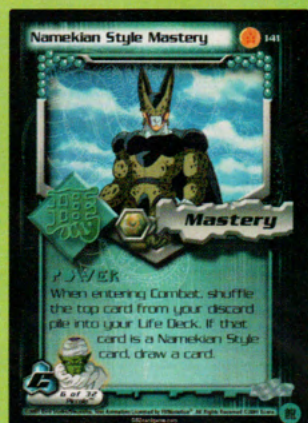 Namekian Style Mastery 141
Mastery
POWER
When entering Combat, shuffle
the top card from your discard
pile into your Life Deck. If that
card is a Namekian Style
card, draw a card.
6 of 32
Piccolo